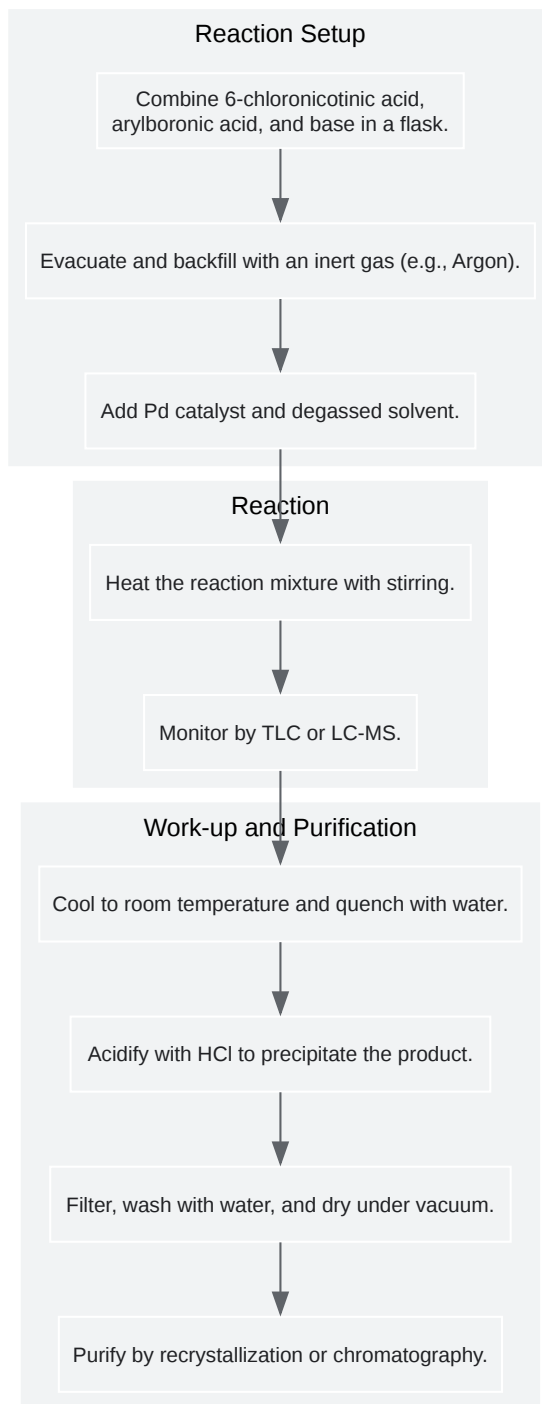 Reaction Setup
Combine 6-chloronicotinic acid,
arylboronic acid, and base in a flask.
Evacuate and backfill with an inert gas (e.g., Argon).
Add Pd catalyst and degassed solvent.
Reaction
Heat the reaction mixture with stirring.
Monitor by TLC or LC-MS.
Work-up and Purification
Cool to room temperature and quench with water.
Acidify with HCl to precipitate the product.
Filter, wash with water, and dry under vacuum.
Purify by recrystallization or chromatography.